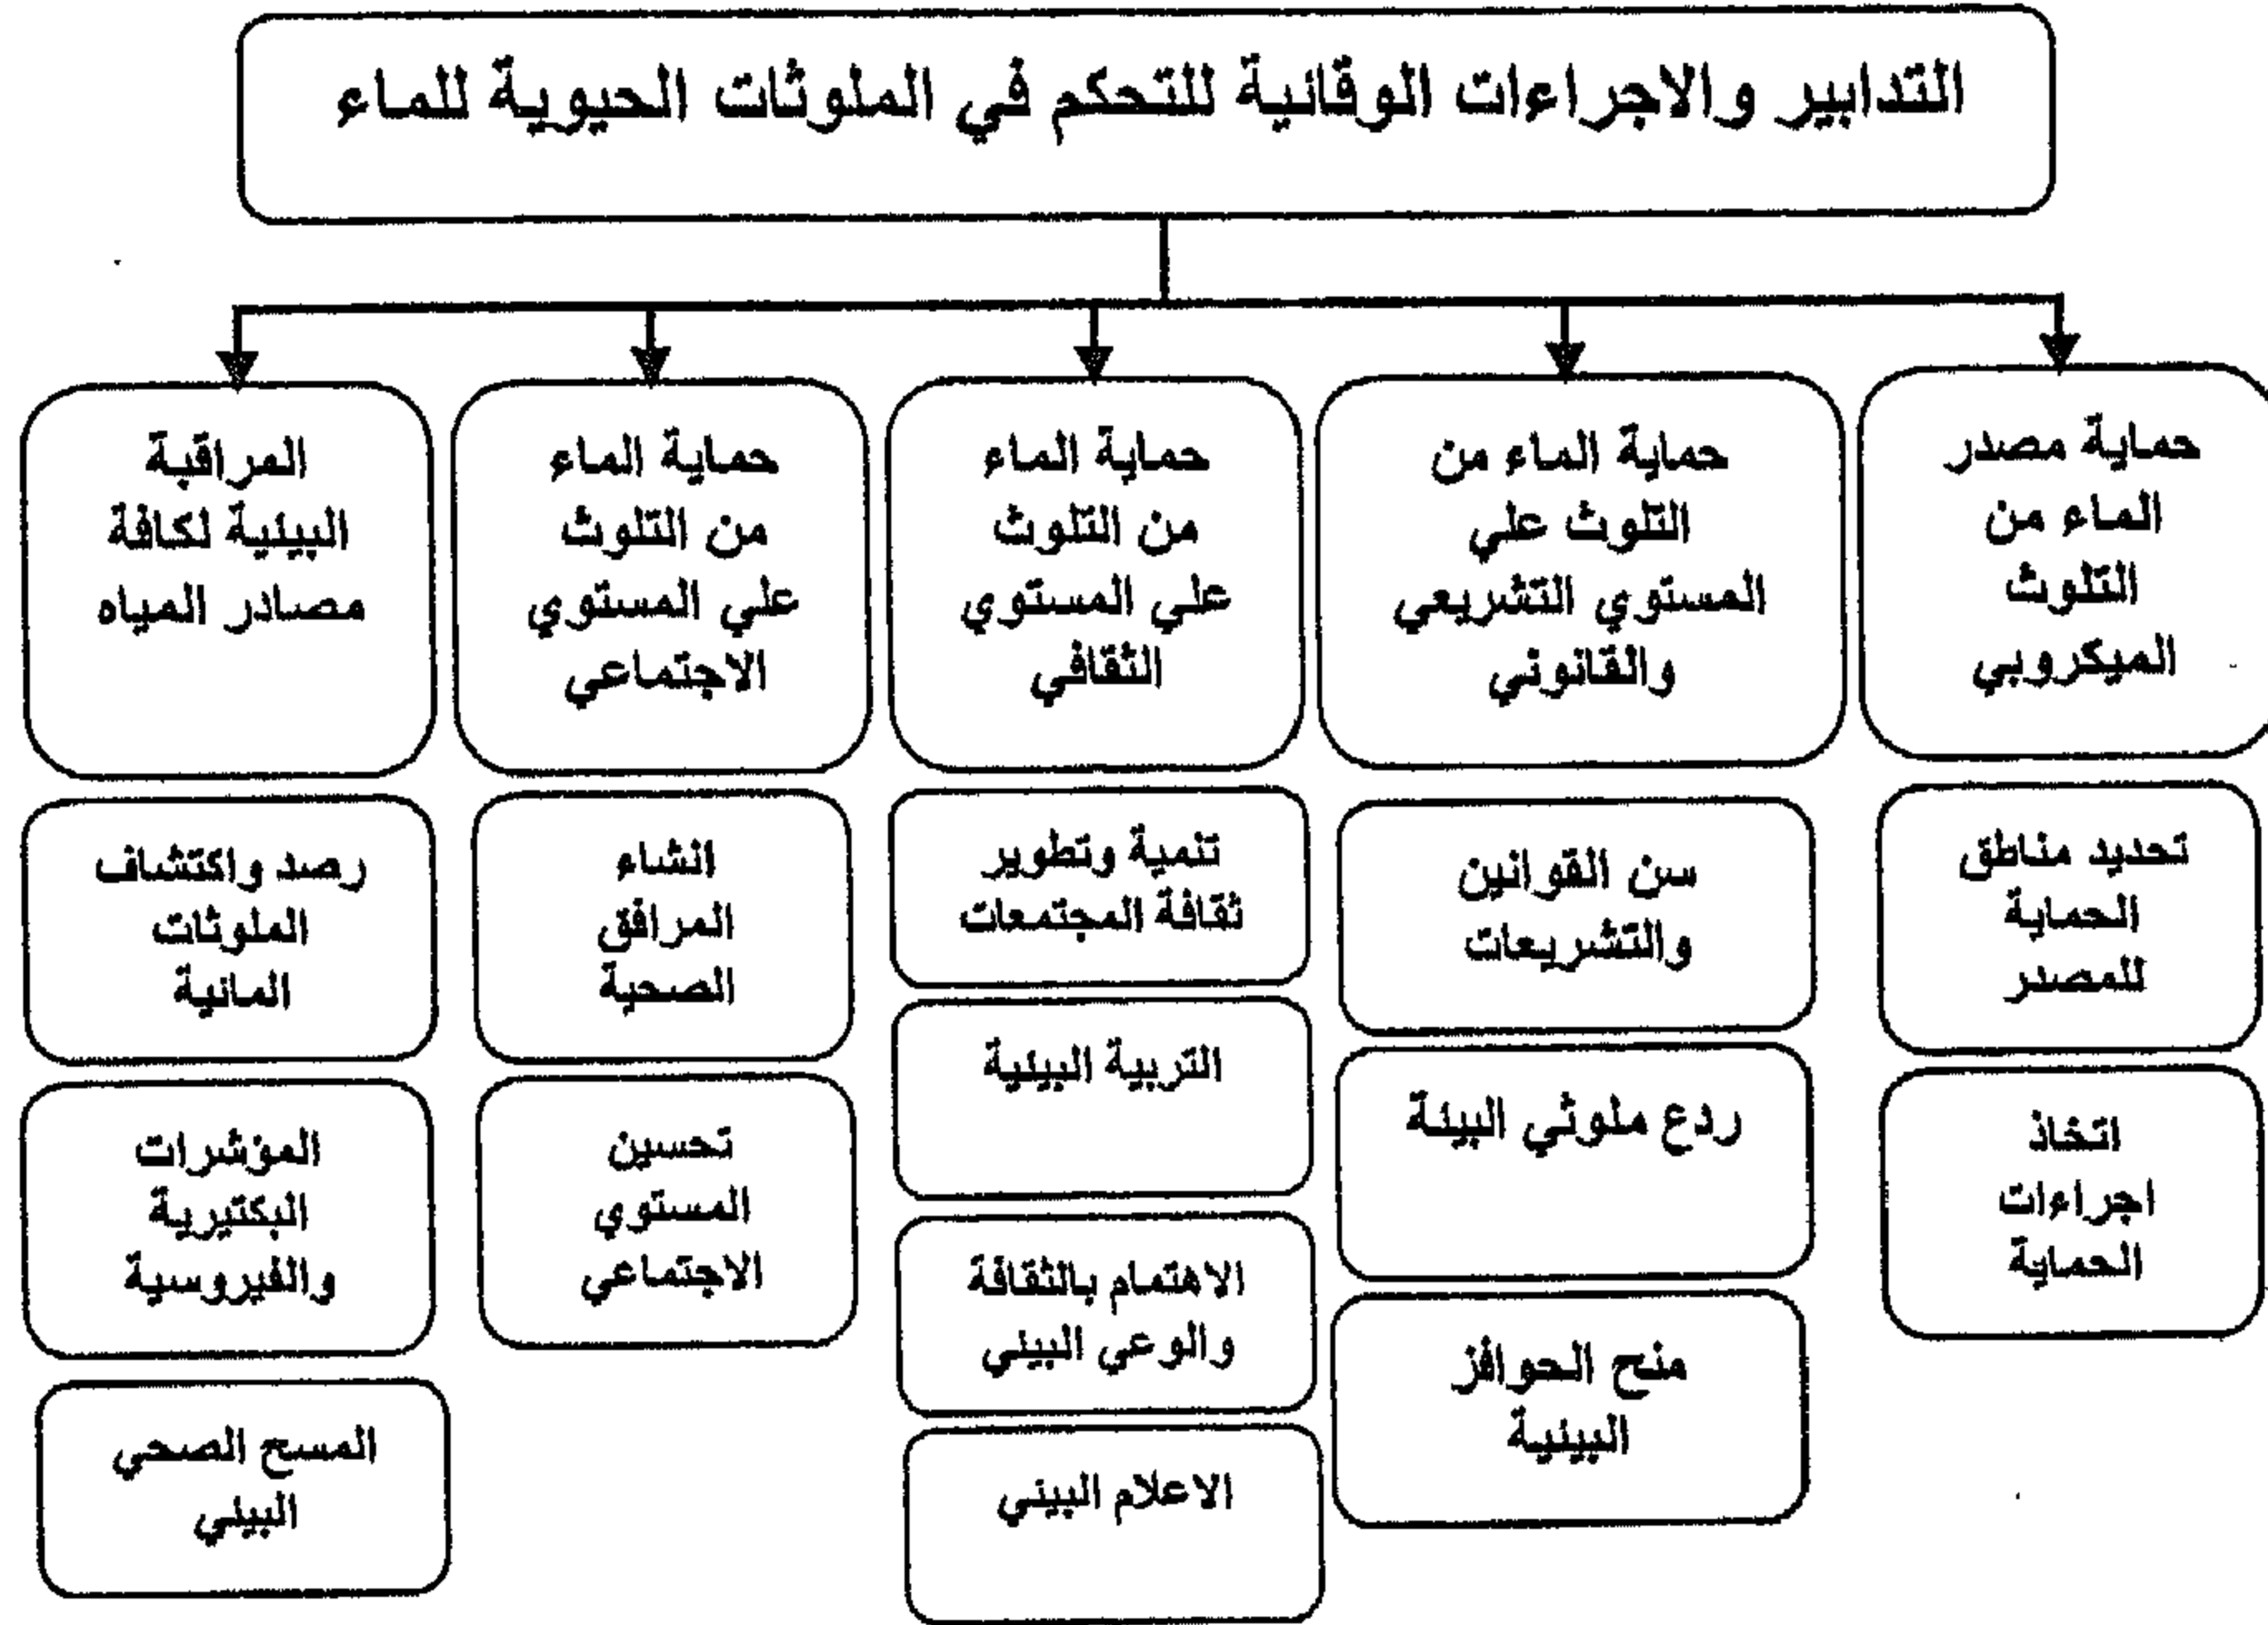 التدابير والاجراءات الوقائية للتحكم في الملوثات الحيوية للماء
حماية مصدر
الماء من
التلوث
الميكروبي
تحديد مناطق
الحماية
للمصدر
اتخاذ
اجراءات
الحماية
حماية الماء من
التلوث علي
المستوي التشريعي
والقانوني
سن القوانين
والتشريعات
ردع ملوثي البيئة
منح الحوافز
البيئية
حماية الماء
من التلوث
علي المستوي
الثقافي
تنمية وتطوير
ثقافة المجتمعات
التربية البيئية
الاهتمام بالثقافة
والوعي البيئي
الاعلام البيئي
حماية الماء
من التلوث
علي المستوي
الاجتماعي
انشاء
المرافق
الصحية
تحسين
المستوي
الاجتماعي
المراقبة
البيئية لكافة
مصادر المياه
رصد واكتشاف
الملوثات
المائية
المؤشرات
البكتيرية
والفيروسية
المسح الصحي
البيئي